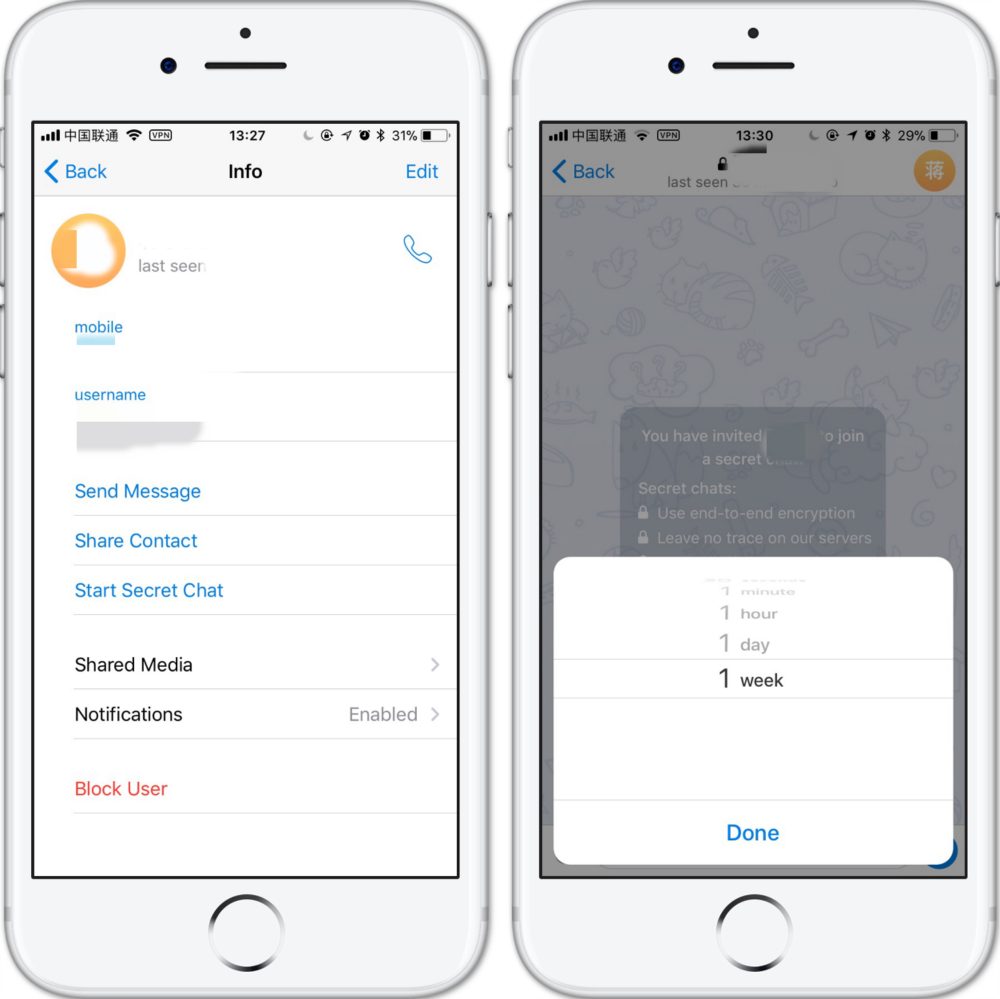 中国联通 VPN 13:27 31%
Back Info Edit
last seen
mobile
username
Send Message
Share Contact
Start Secret Chat
Shared Media
Notifications Enabled
Block User
中国联通 VPN 13:30 29%
Back
last seen
蒋
You have invited to join
a secret
Secret chats:
Use end-to-end encryption
Leave no trace on our servers
seconds
1 minute
1 hour
1 day
1 week
Done